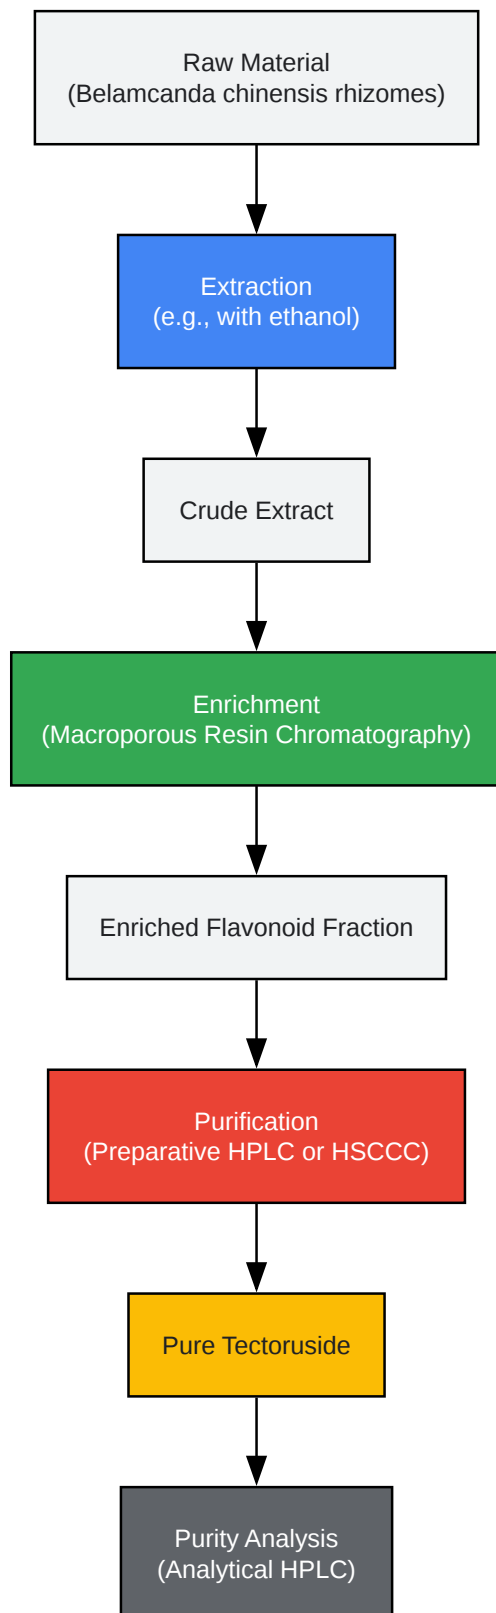 Raw Material
(Belamcanda chinensis rhizomes)
Extraction
(e.g., with ethanol)
Crude Extract
Enrichment
(Macroporous Resin Chromatography)
Enriched Flavonoid Fraction
Purification
(Preparative HPLC or HSCCC)
Pure Tectoruside
Purity Analysis
(Analytical HPLC)